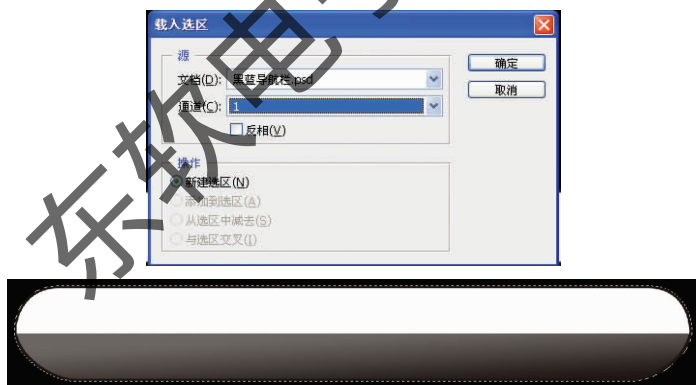 载入选区
源
文档(D): 黑蓝导航栏.psd
通道(C): 1
反相(V)
操作
新建选区(N)
添加到选区(A)
从选区中减去(S)
与选区交叉(I)
确定
取消
东软电